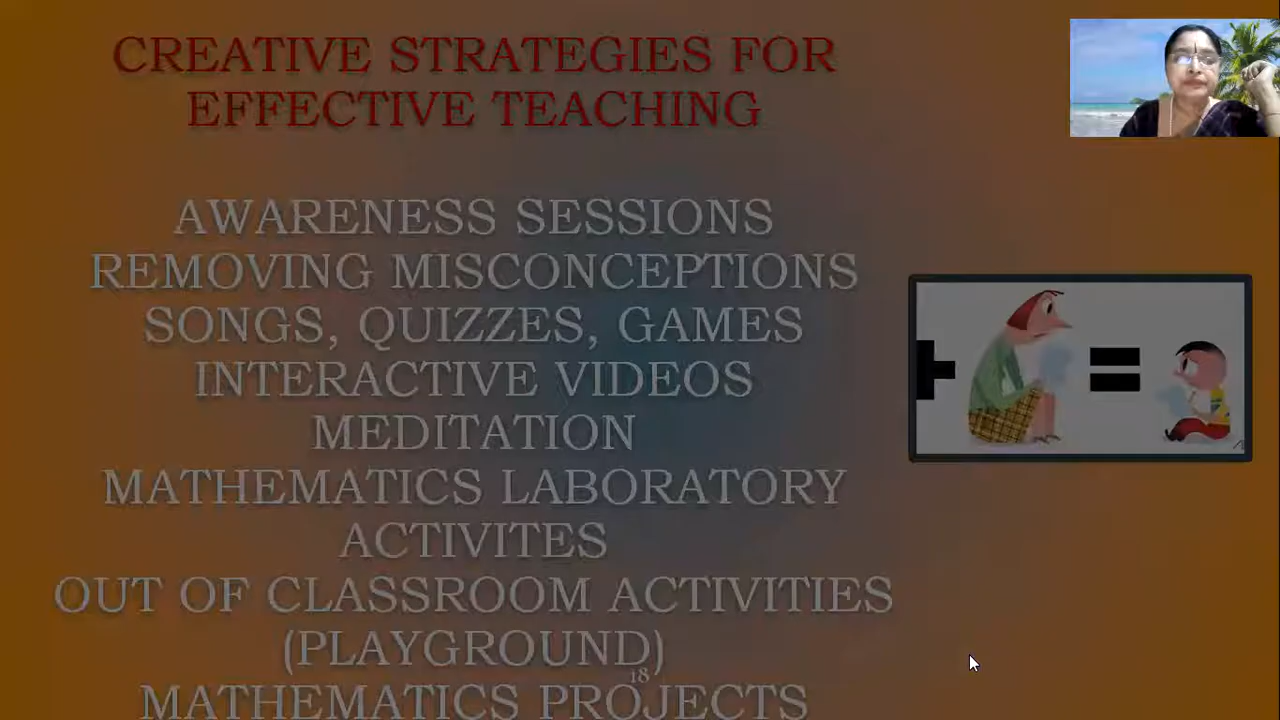 CREATIVE STRATEGIES FOR
EFFECTIVE TEACHING
AWARENESS SESSIONS
REMOVING MISCONCEPTIONS
SONGS, QUIZZES, GAMES
INTERACTIVE VIDEOS
MEDITATION
MATHEMATICS LABORATORY
ACTIVITES
OUT OF CLASSROOM ACTIVITIES
(PLAYGROUND)
18
MATHEMATICS PROJECTS